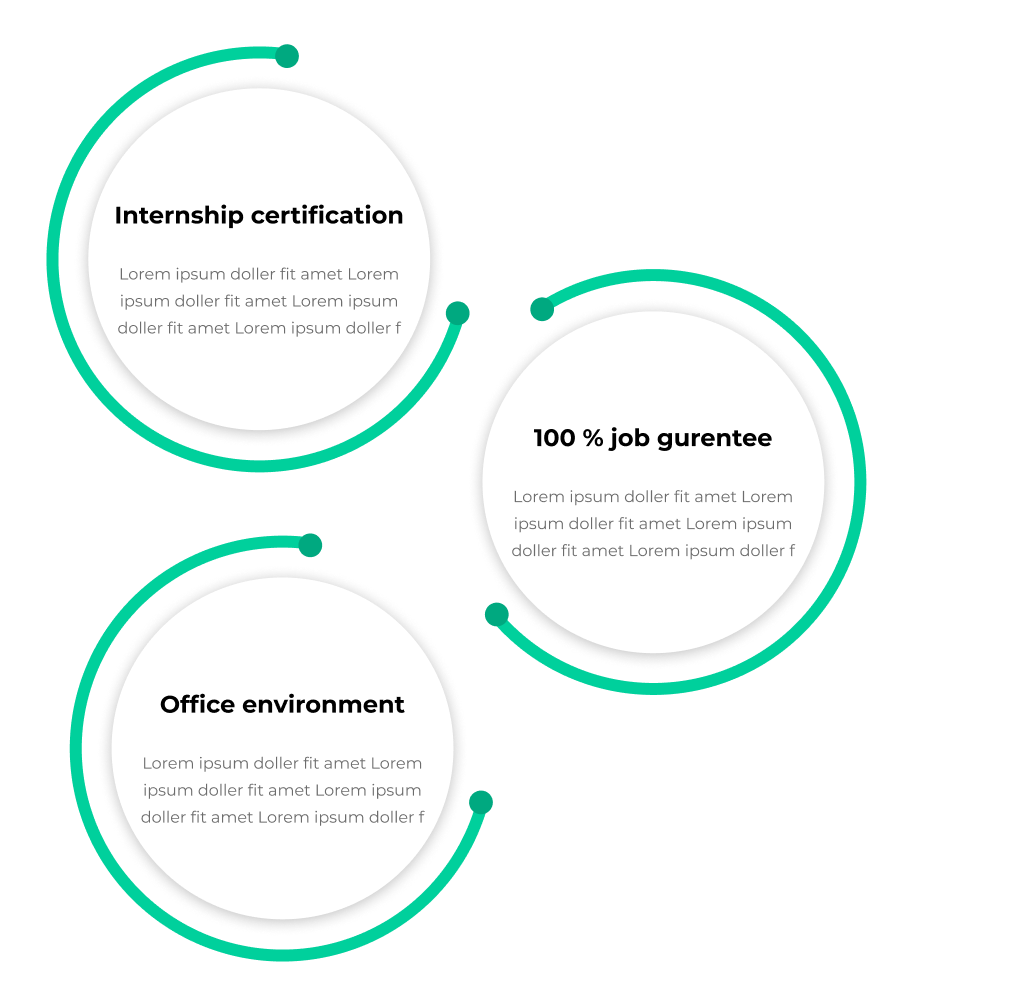 Internship certification
Lorem ipsum doller fit amet Lorem
ipsum doller fit amet Lorem ipsum
doller fit amet Lorem ipsum doller f
100 % job gurentee
Lorem ipsum doller fit amet Lorem
ipsum doller fit amet Lorem ipsum
doller fit amet Lorem ipsum doller f
Office environment
Lorem ipsum doller fit amet Lorem
ipsum doller fit amet Lorem ipsum
doller fit amet Lorem ipsum doller f